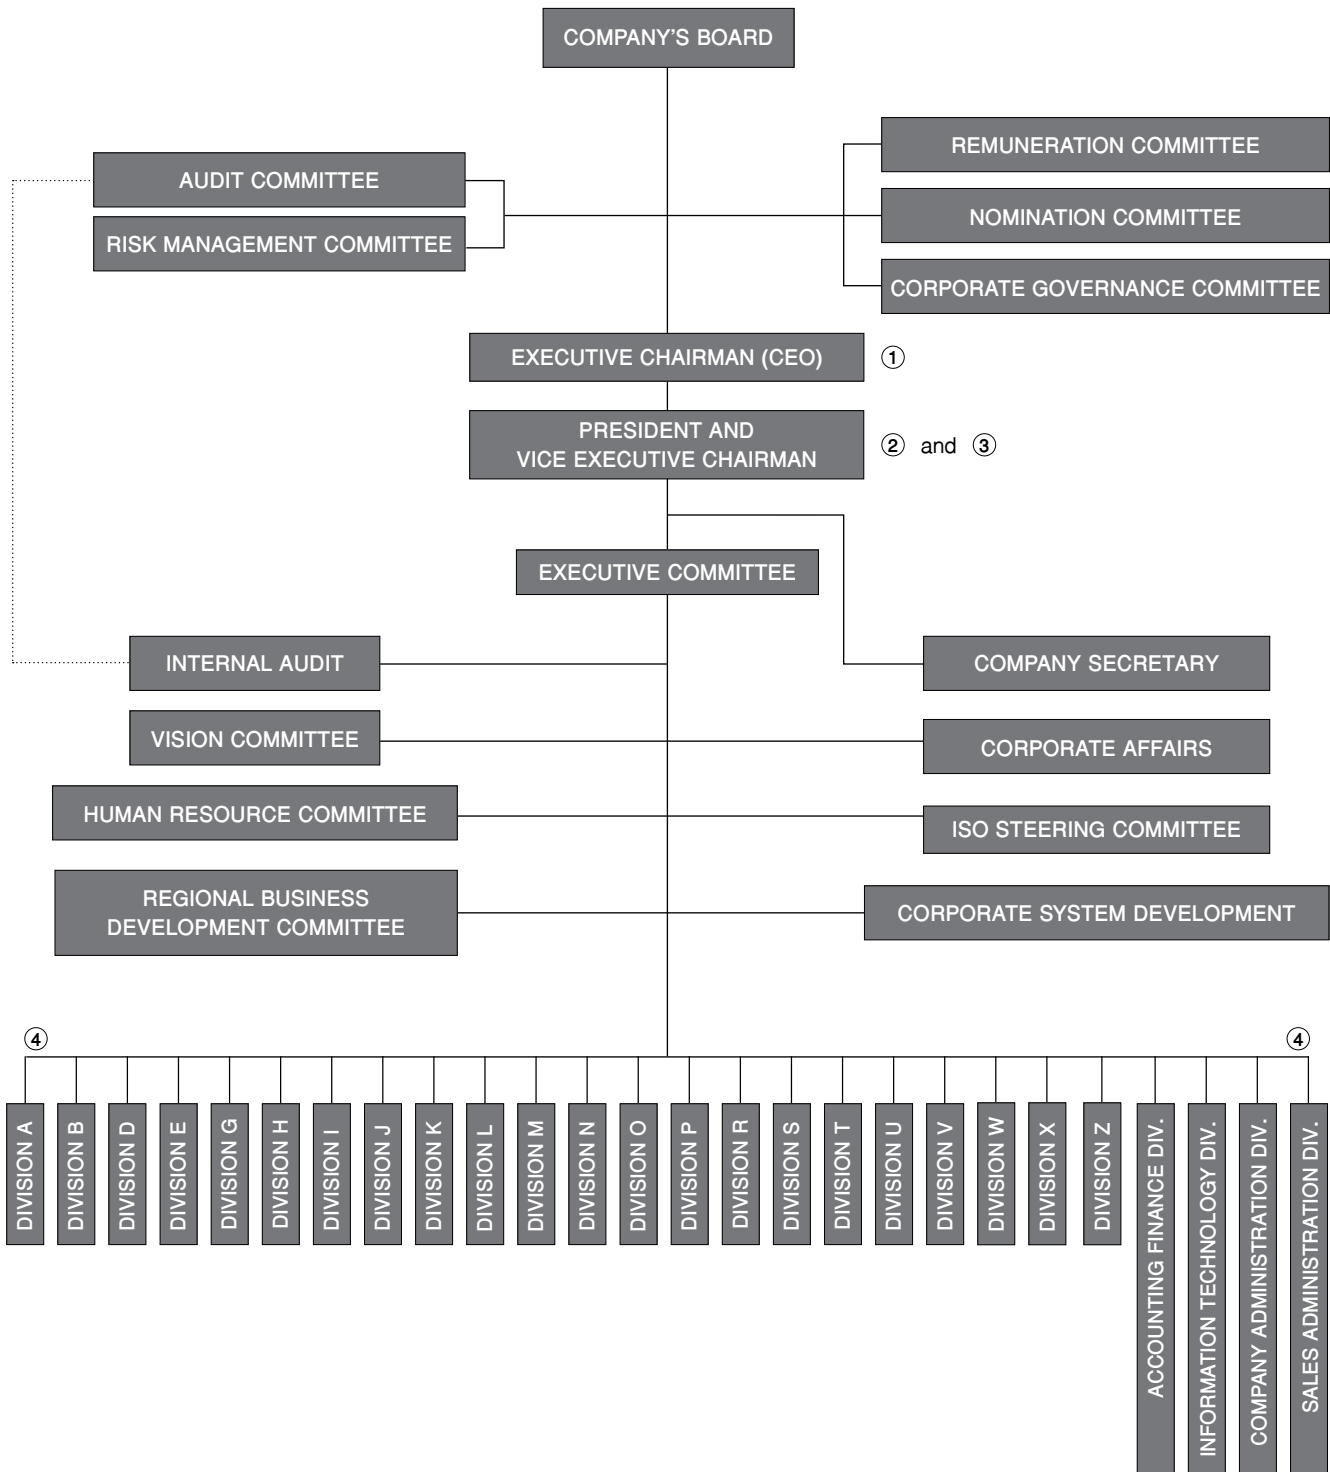 COMPANY'S BOARD
REMUNERATION COMMITTEE
AUDIT COMMITTEE
NOMINATION COMMITTEE
RISK MANAGEMENT COMMITTEE
CORPORATE GOVERNANCE COMMITTEE
EXECUTIVE CHAIRMAN (CEO)
①
PRESIDENT AND
VICE EXECUTIVE CHAIRMAN
② and ③
EXECUTIVE COMMITTEE
INTERNAL AUDIT
COMPANY SECRETARY
VISION COMMITTEE
CORPORATE AFFAIRS
HUMAN RESOURCE COMMITTEE
ISO STEERING COMMITTEE
REGIONAL BUSINESS
DEVELOPMENT COMMITTEE
CORPORATE SYSTEM DEVELOPMENT
④
④
DIVISION A
DIVISION B
DIVISION D
DIVISION E
DIVISION G
DIVISION H
DIVISION I
DIVISION J
DIVISION K
DIVISION L
DIVISION M
DIVISION N
DIVISION O
DIVISION P
DIVISION R
DIVISION S
DIVISION T
DIVISION U
DIVISION V
DIVISION W
DIVISION X
DIVISION Z
ACCOUNTING FINANCE DIV.
INFORMATION TECHNOLOGY DIV.
COMPANY ADMINISTRATION DIV.
SALES ADMINISTRATION DIV.